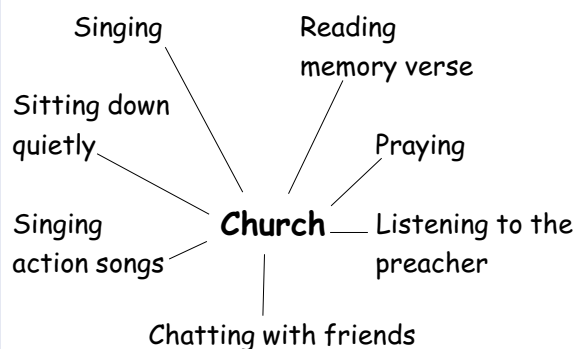 Singing
Reading
memory verse
Sitting down
quietly
Praying
Church
Singing
action songs
Listening to the
preacher
Chatting with friends